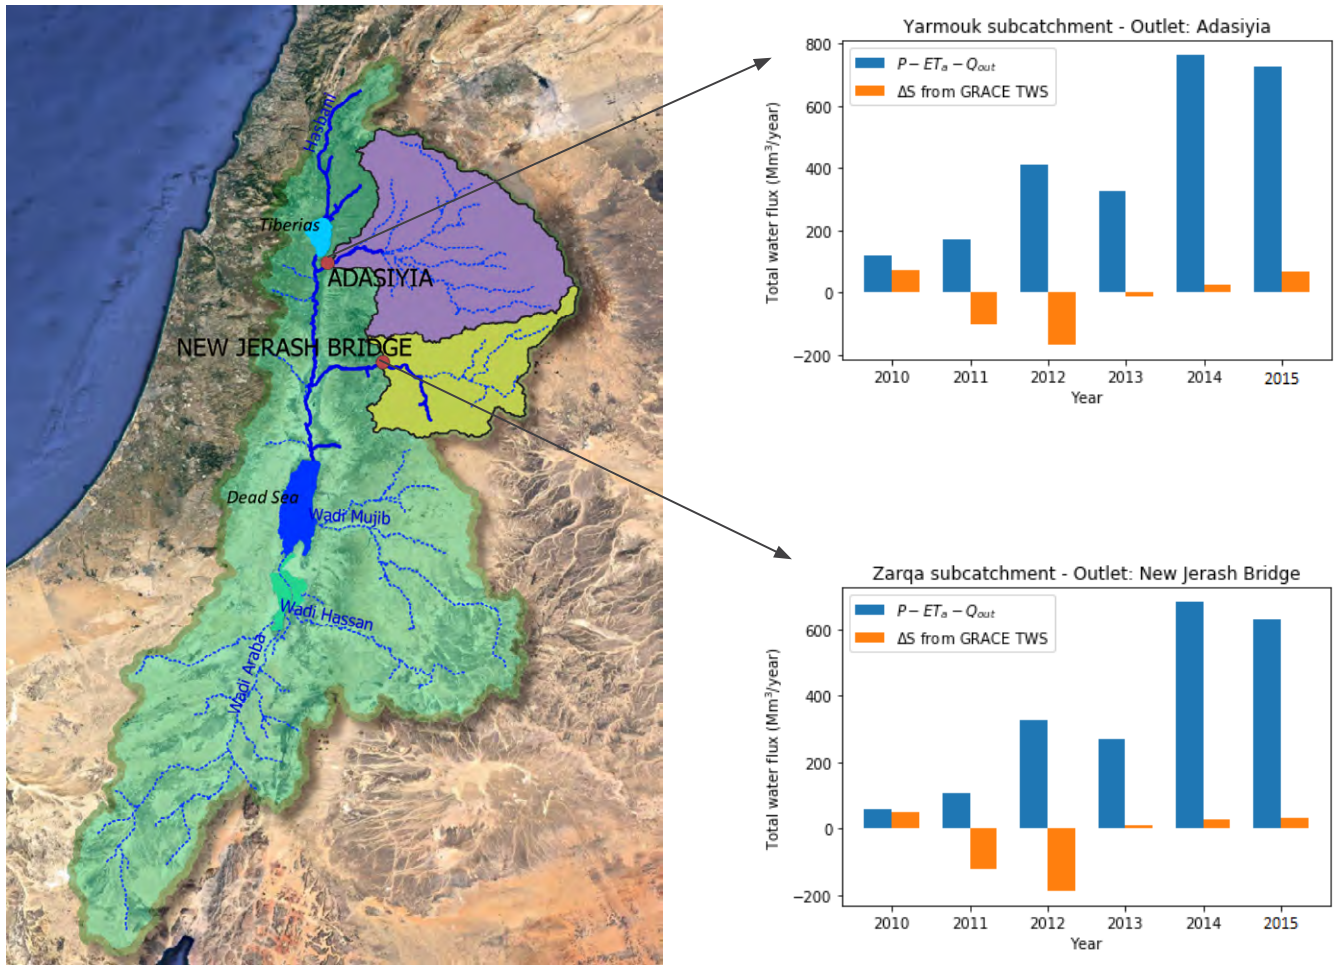 Hasbani
Tiberias
ADASIYIA
NEW JERASH BRIDGE
Dead Sea
Wadi Mujib
Wadi Hassan
Wadi Araba
Yarmouk subcatchment - Outlet: Adasiyia
P − ETₐ − Qₒᵤₜ
ΔS from GRACE TWS
Total water flux (Mm³/year)
800
600
400
200
0
−200
2010 2011 2012 2013 2014 2015
Year
Zarqa subcatchment - Outlet: New Jerash Bridge
P − ETₐ − Qₒᵤₜ
ΔS from GRACE TWS
Total water flux (Mm³/year)
600
400
200
0
−200
2010 2011 2012 2013 2014 2015
Year